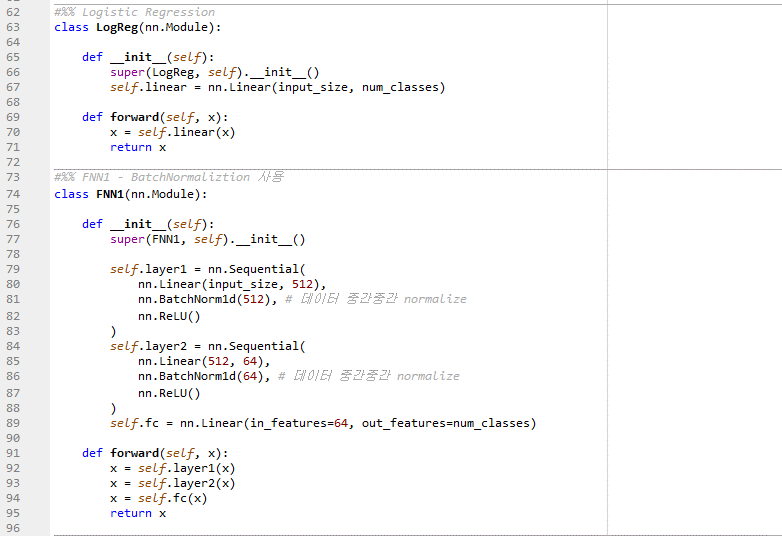 62 #%% Logistic Regression
63 class LogReg(nn.Module):
64
65     def __init__(self):
66         super(LogReg, self).__init__()
67         self.linear = nn.Linear(input_size, num_classes)
68
69     def forward(self, x):
70         x = self.linear(x)
71         return x
72
73 #%% FNN1 - BatchNormaliztion 사용
74 class FNN1(nn.Module):
75
76     def __init__(self):
77         super(FNN1, self).__init__()
78
79         self.layer1 = nn.Sequential(
80             nn.Linear(input_size, 512),
81             nn.BatchNorm1d(512), # 데이터 중간중간 normalize
82             nn.ReLU()
83         )
84         self.layer2 = nn.Sequential(
85             nn.Linear(512, 64),
86             nn.BatchNorm1d(64), # 데이터 중간중간 normalize
87             nn.ReLU()
88         )
89         self.fc = nn.Linear(in_features=64, out_features=num_classes)
90
91     def forward(self, x):
92         x = self.layer1(x)
93         x = self.layer2(x)
94         x = self.fc(x)
95         return x
96